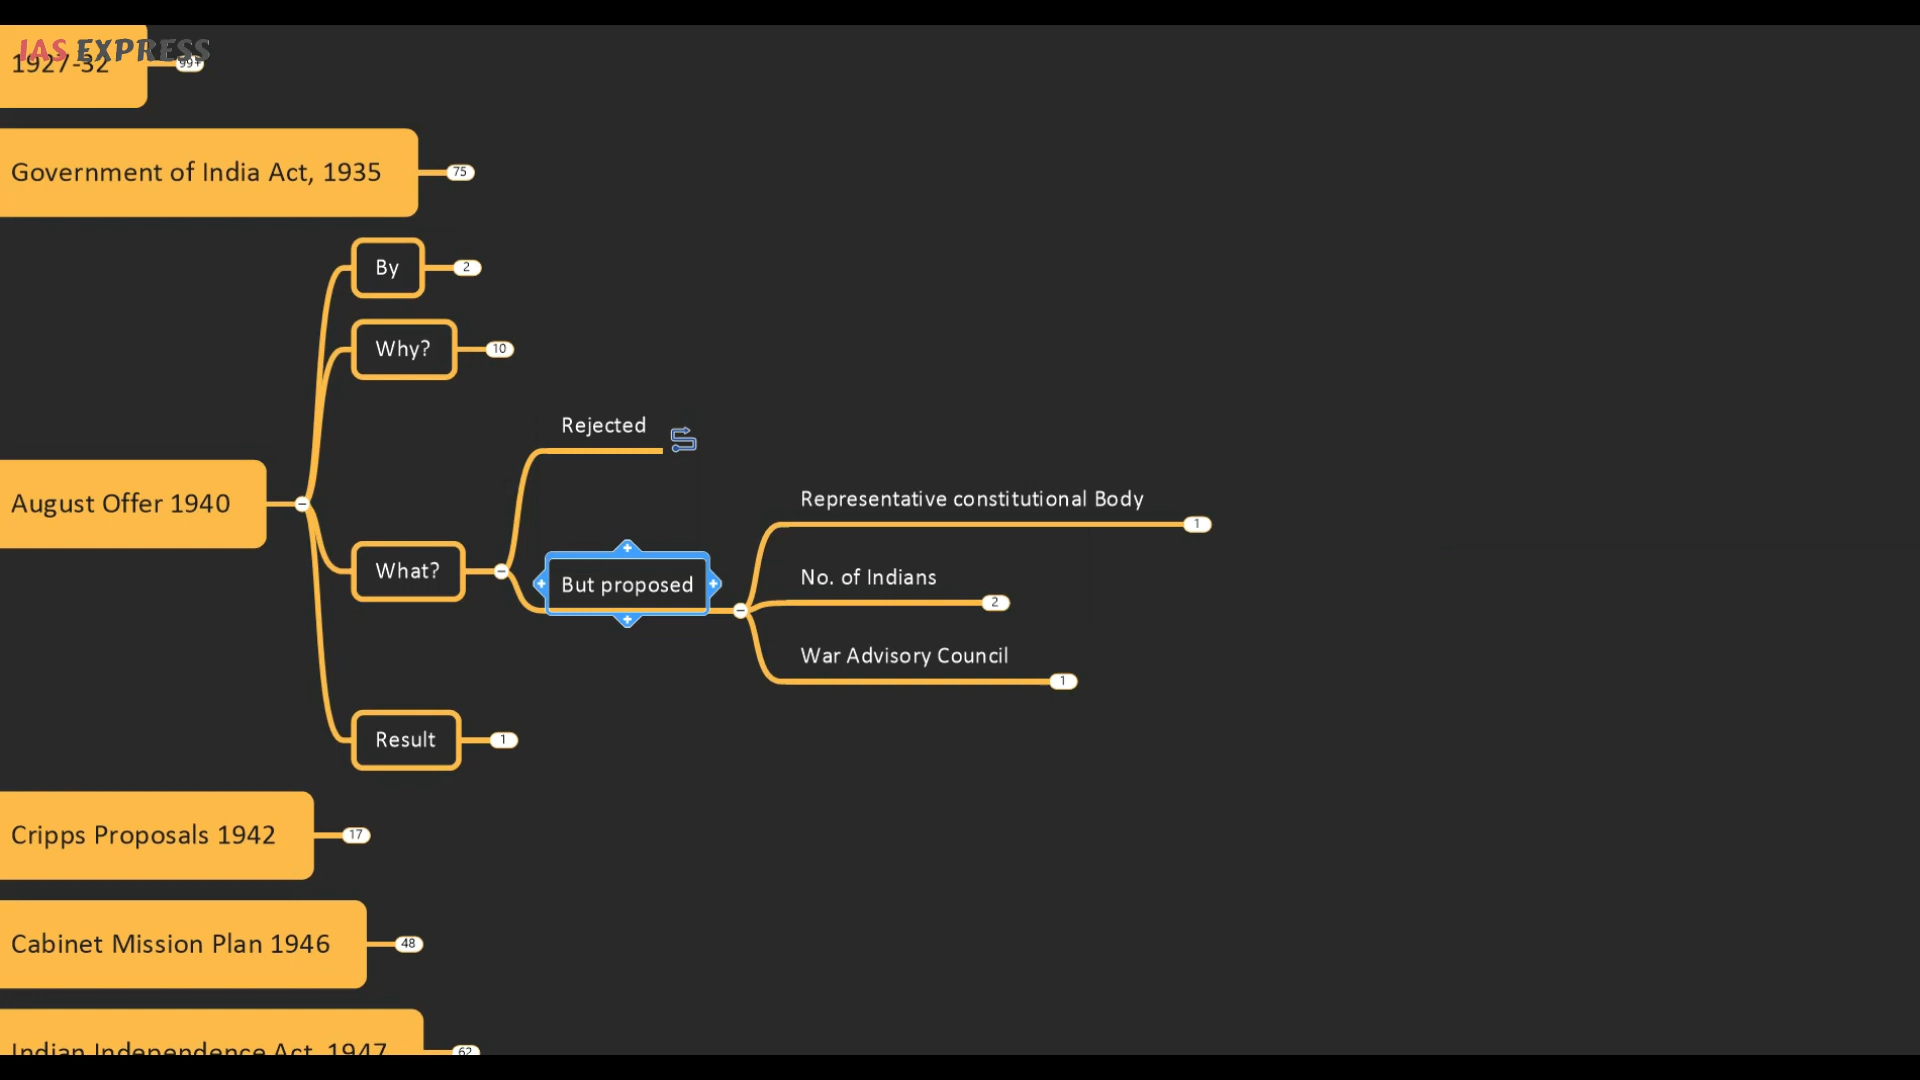 IAS EXPRESS
1927-32
99+
Government of India Act, 1935
75
By
2
Why?
10
Rejected
Representative constitutional Body
1
August Offer 1940
What?
But proposed
No. of Indians
2
War Advisory Council
1
Result
1
Cripps Proposals 1942
17
Cabinet Mission Plan 1946
48
Indian Independence Act, 1947
62